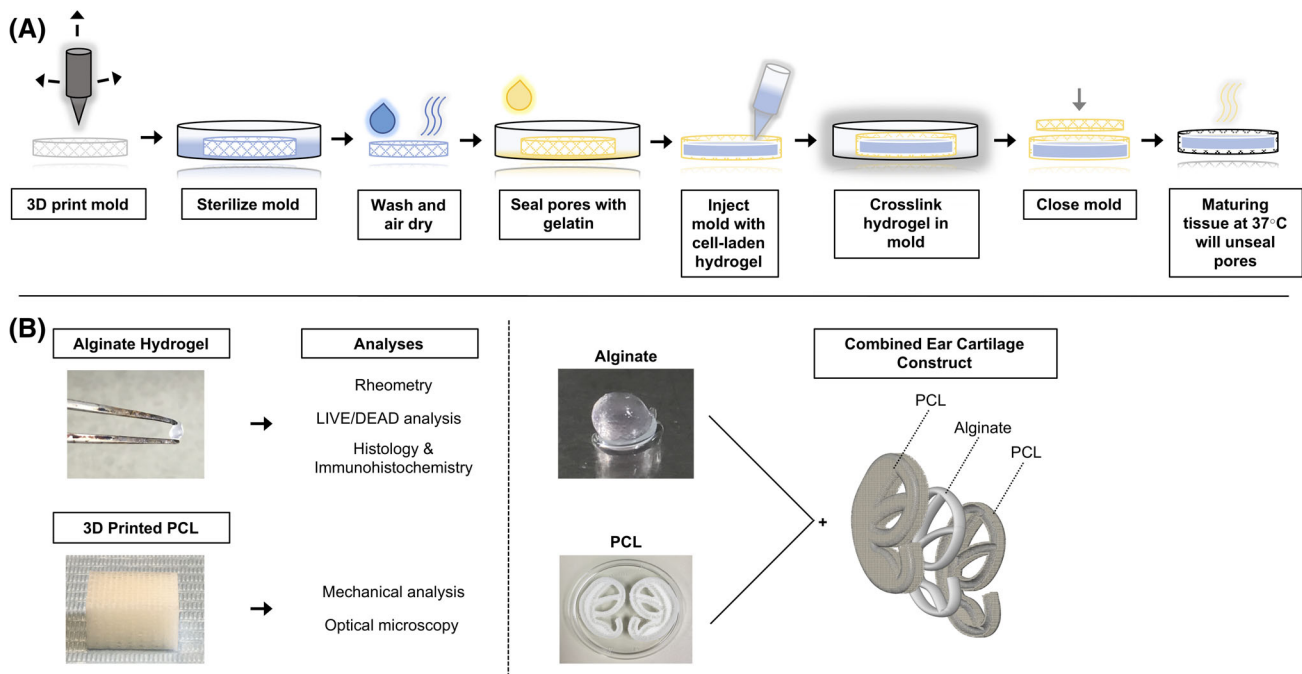 (A)
3D print mold
Sterilize mold
Wash and
air dry
Seal pores with
gelatin
Inject
mold with
cell-laden
hydrogel
Crosslink
hydrogel in
mold
Close mold
Maturing
tissue at 37°C
will unseal
pores
(B)
Alginate Hydrogel
Analyses
Rheometry
LIVE/DEAD analysis
Histology &
Immunohistochemistry
3D Printed PCL
Mechanical analysis
Optical microscopy
Alginate
PCL
+
Combined Ear Cartilage
Construct
PCL
Alginate
PCL